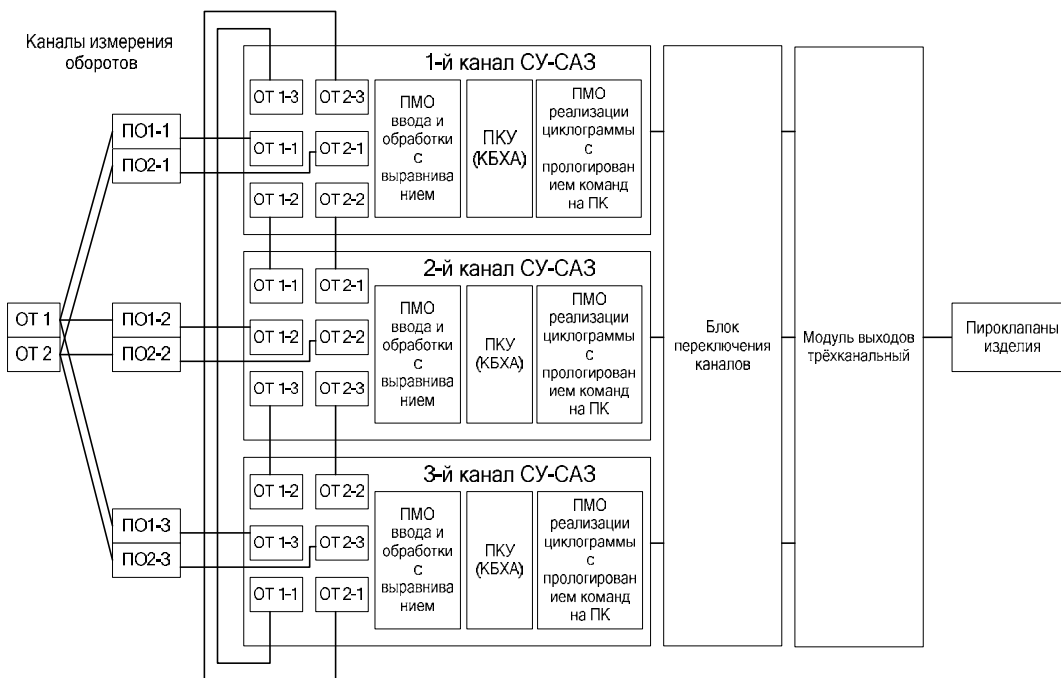 Каналы измерения
оборотов
ПО1-1
ПО2-1
ОТ 1
ОТ 2
ПО1-2
ПО2-2
ПО1-3
ПО2-3
1-й канал СУ-САЗ
ОТ 1-3
ОТ 2-3
ОТ 1-1
ОТ 2-1
ОТ 1-2
ОТ 2-2
ПМО
ввода и
обработки
с
выравнива
нием
ПКУ
(КБХА)
ПМО
реализации
циклограммы
с
прологирован
ием команд
на ПК
2-й канал СУ-САЗ
ОТ 1-1
ОТ 2-1
ОТ 1-2
ОТ 2-2
ОТ 1-3
ОТ 2-3
ПМО
ввода и
обработки
с
выравнива
нием
ПКУ
(КБХА)
ПМО
реализации
циклограммы
с
прологирован
ием команд
на ПК
3-й канал СУ-САЗ
ОТ 1-2
ОТ 2-2
ОТ 1-3
ОТ 2-3
ОТ 1-1
ОТ 2-1
ПМО
ввода и
обработки
с
выравнива
нием
ПКУ
(КБХА)
ПМО
реализации
циклограммы
с
прологирован
ием команд
на ПК
Блок
переключения
каналов
Модуль выходов
трёхканальный
Пироклапаны
изделия